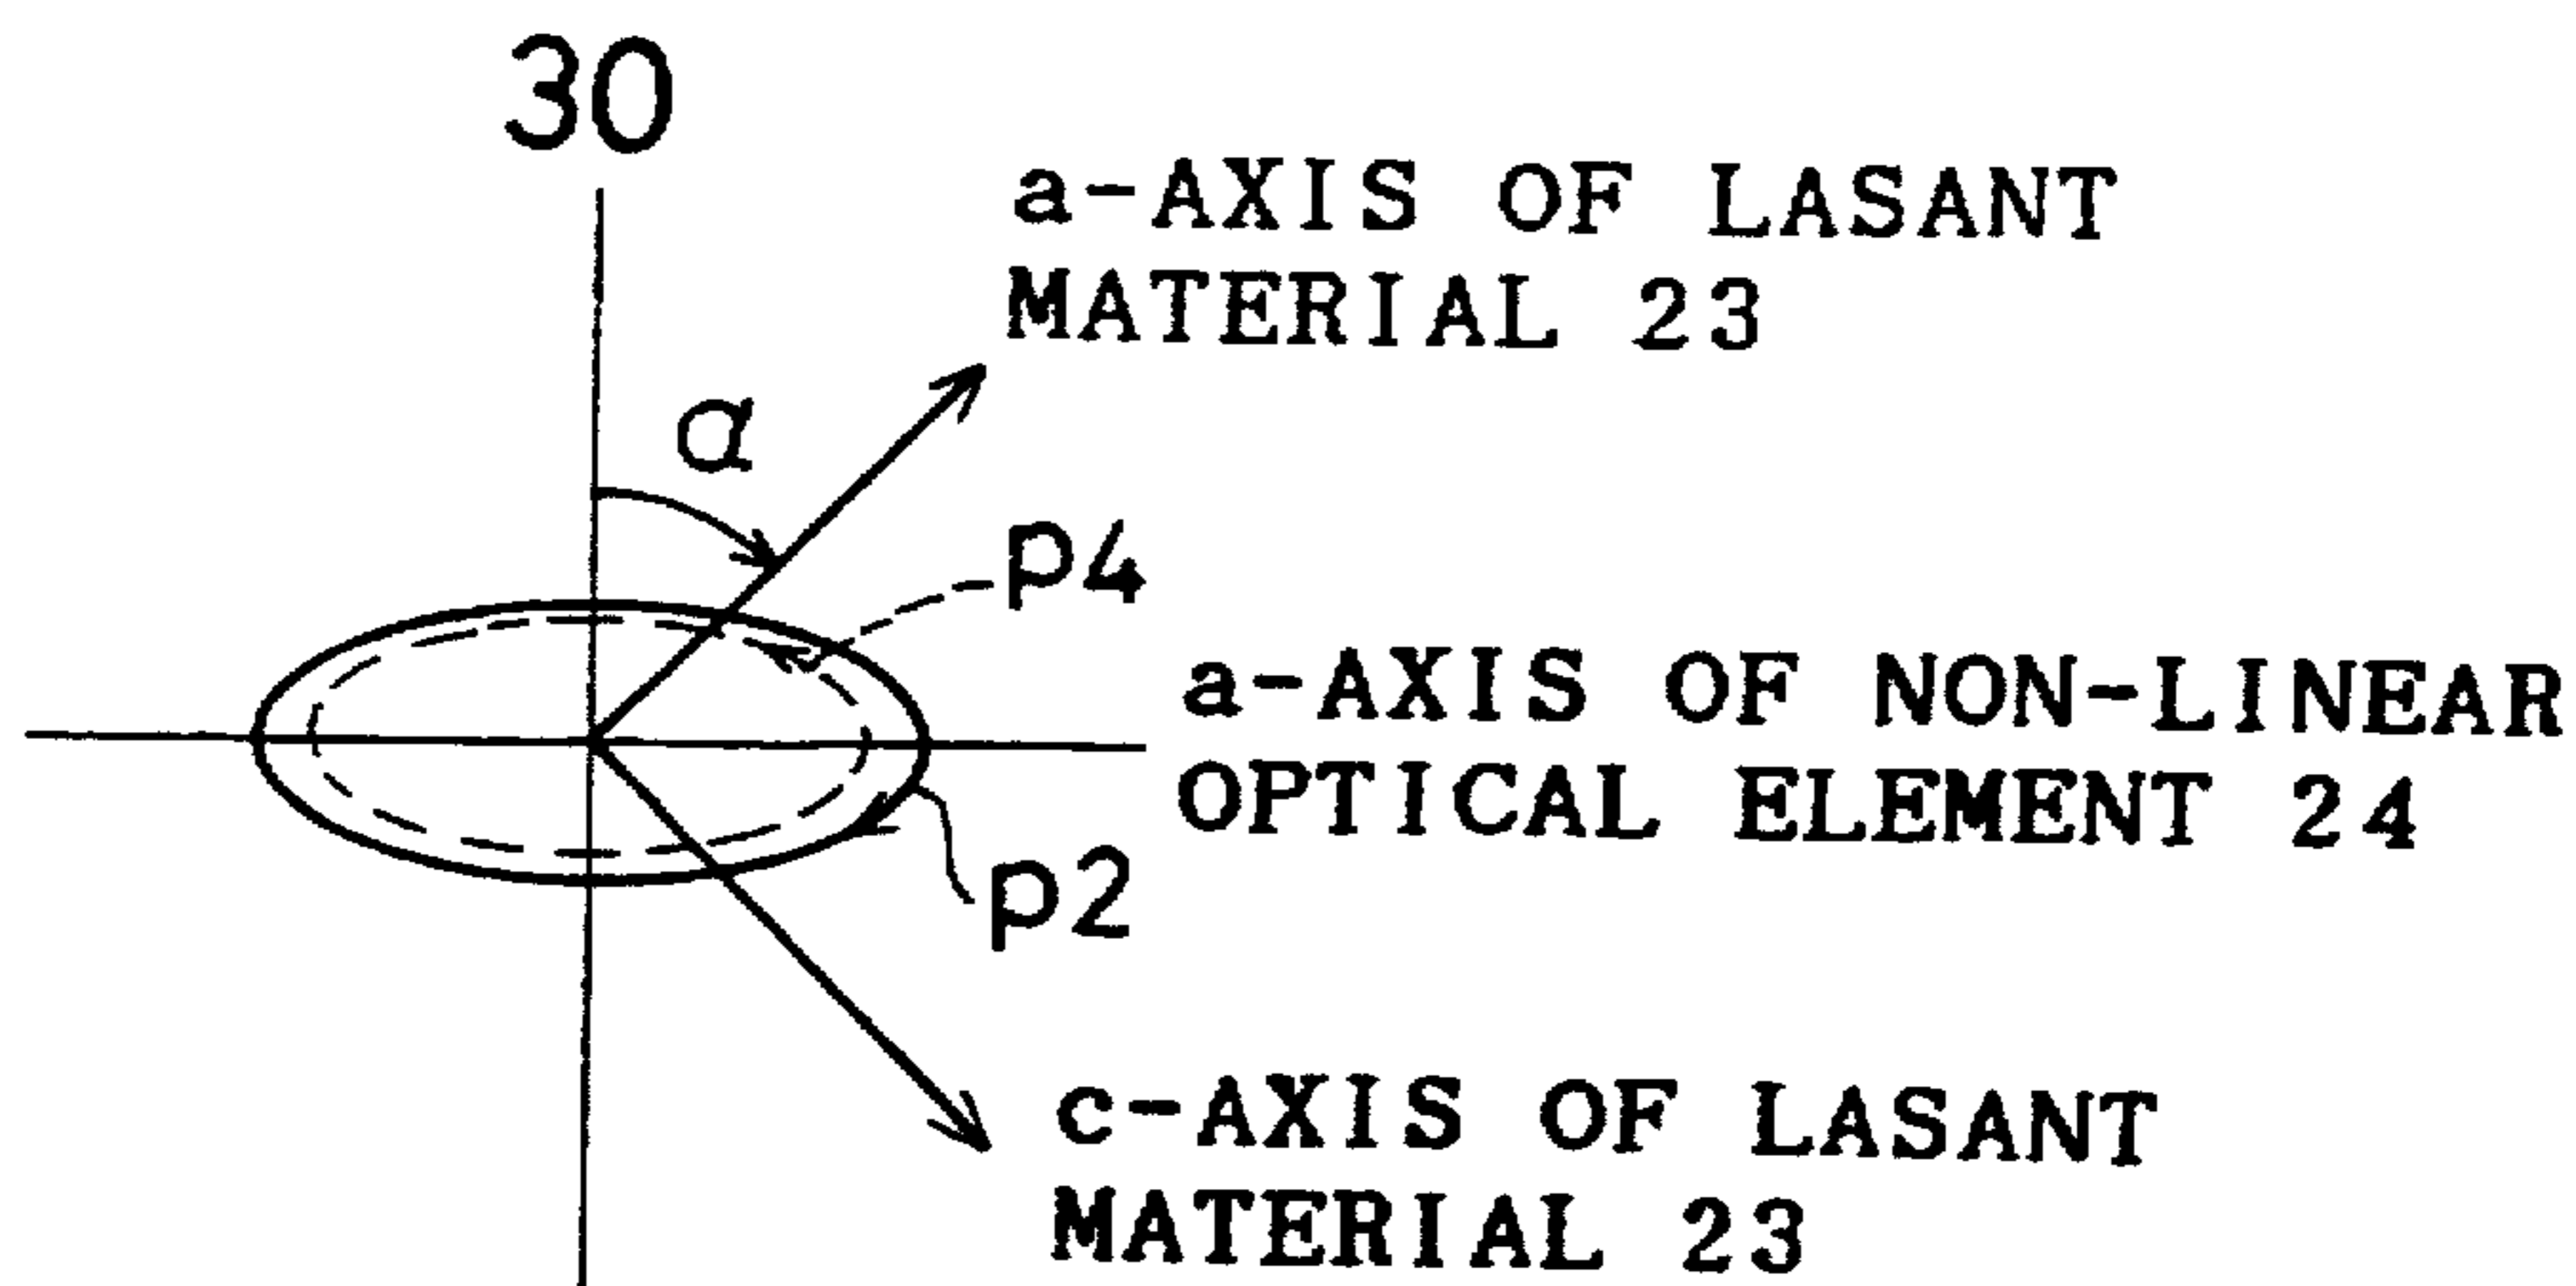 30
a-AXIS OF LASANT
MATERIAL 23
α
p4
a-AXIS OF NON-LINEAR
OPTICAL ELEMENT 24
p2
c-AXIS OF LASANT
MATERIAL 23